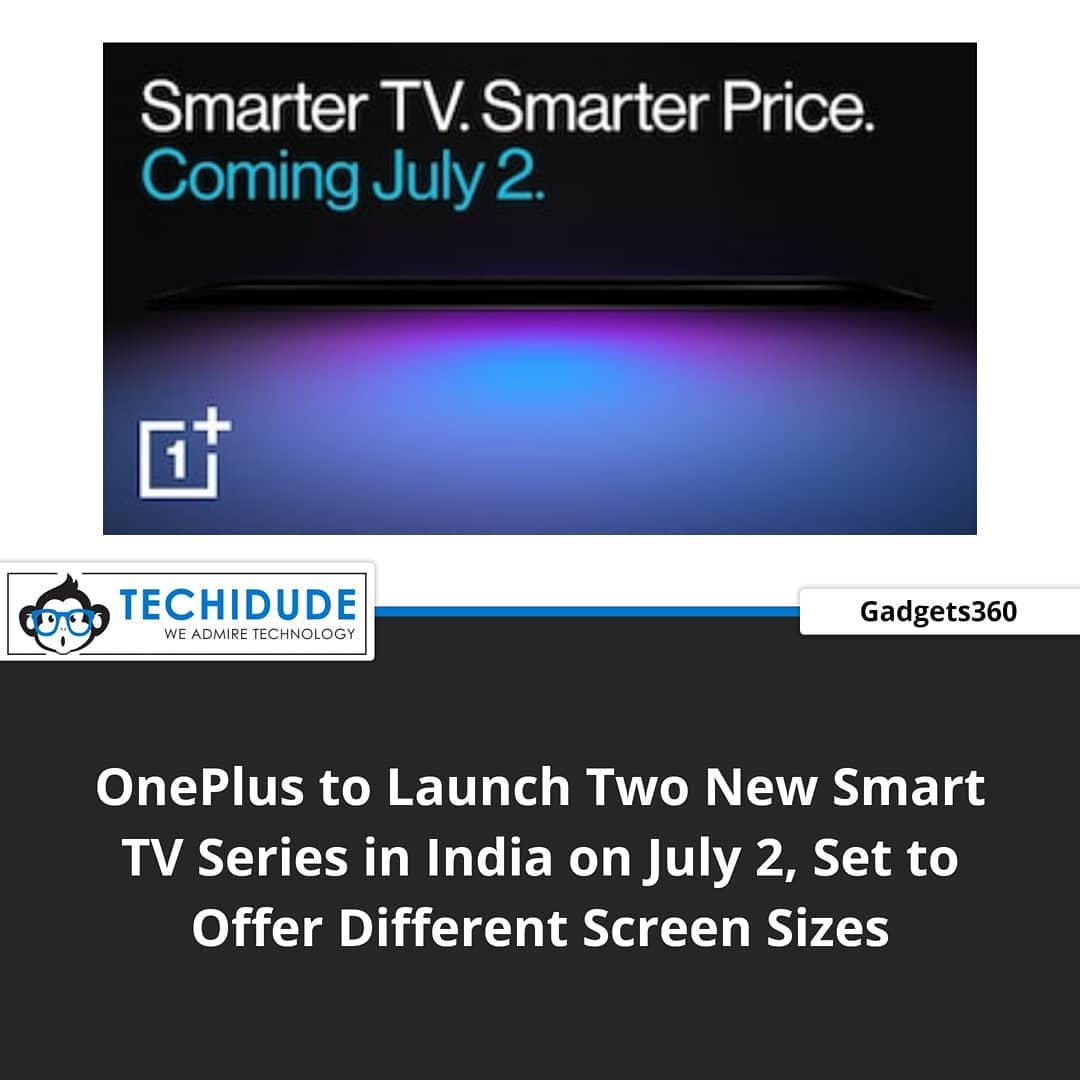 Smarter TV. Smarter Price.
Coming July 2.
1+
TECHIDUDE
WE ADMIRE TECHNOLOGY
Gadgets360
OnePlus to Launch Two New Smart
TV Series in India on July 2, Set to
Offer Different Screen Sizes